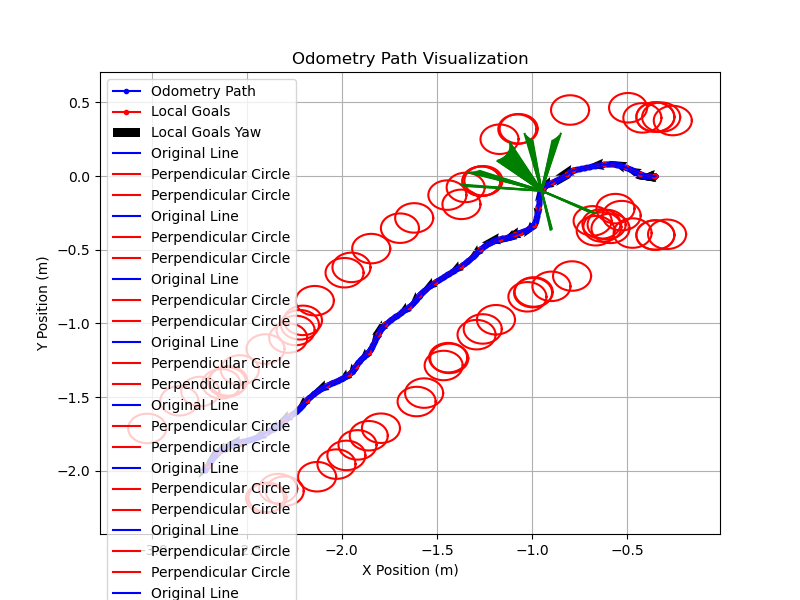 Odometry Path Visualization
Y Position (m)
0.5
0.0
−0.5
−1.0
−1.5
−2.0
Odometry Path
Local Goals
Local Goals Yaw
Original Line
Perpendicular Circle
Perpendicular Circle
Original Line
Perpendicular Circle
Perpendicular Circle
Original Line
Perpendicular Circle
Perpendicular Circle
Original Line
Perpendicular Circle
Perpendicular Circle
Original Line
Perpendicular Circle
Perpendicular Circle
Original Line
Perpendicular Circle
Perpendicular Circle
Original Line
Perpendicular Circle
Perpendicular Circle
Original Line
−2.0 −1.5 −1.0 −0.5
X Position (m)